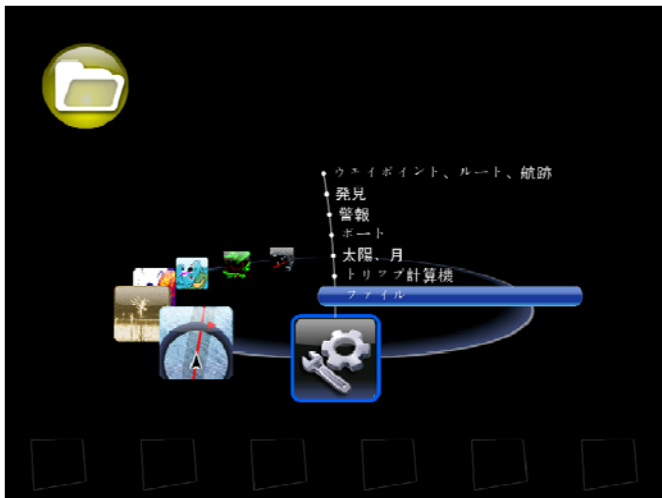 ウェイポイント、ルート、航跡
発見
警報
ボート
太陽、月
トリップ計算機
ファイル